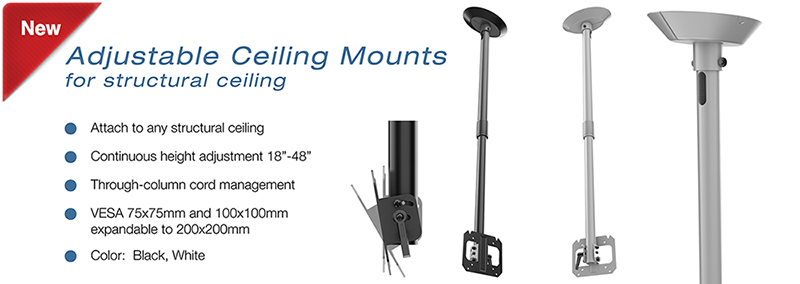 New
Adjustable Ceiling Mounts
for structural ceiling
Attach to any structural ceiling
Continuous height adjustment 18”-48”
Through-column cord management
VESA 75x75mm and 100x100mm
expandable to 200x200mm
Color:  Black, White